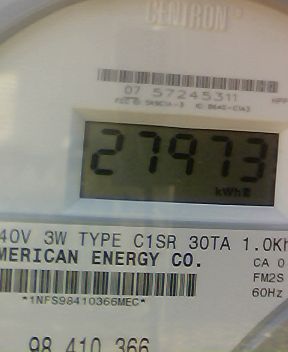 CENTRON
07 57245311
27973
kWh
40V 3W TYPE C1SR 30TA 1.0Kh
MERICAN ENERGY CO.
CA 0
FM2S
*1NFS98410366MEC*
60Hz
98 410 366